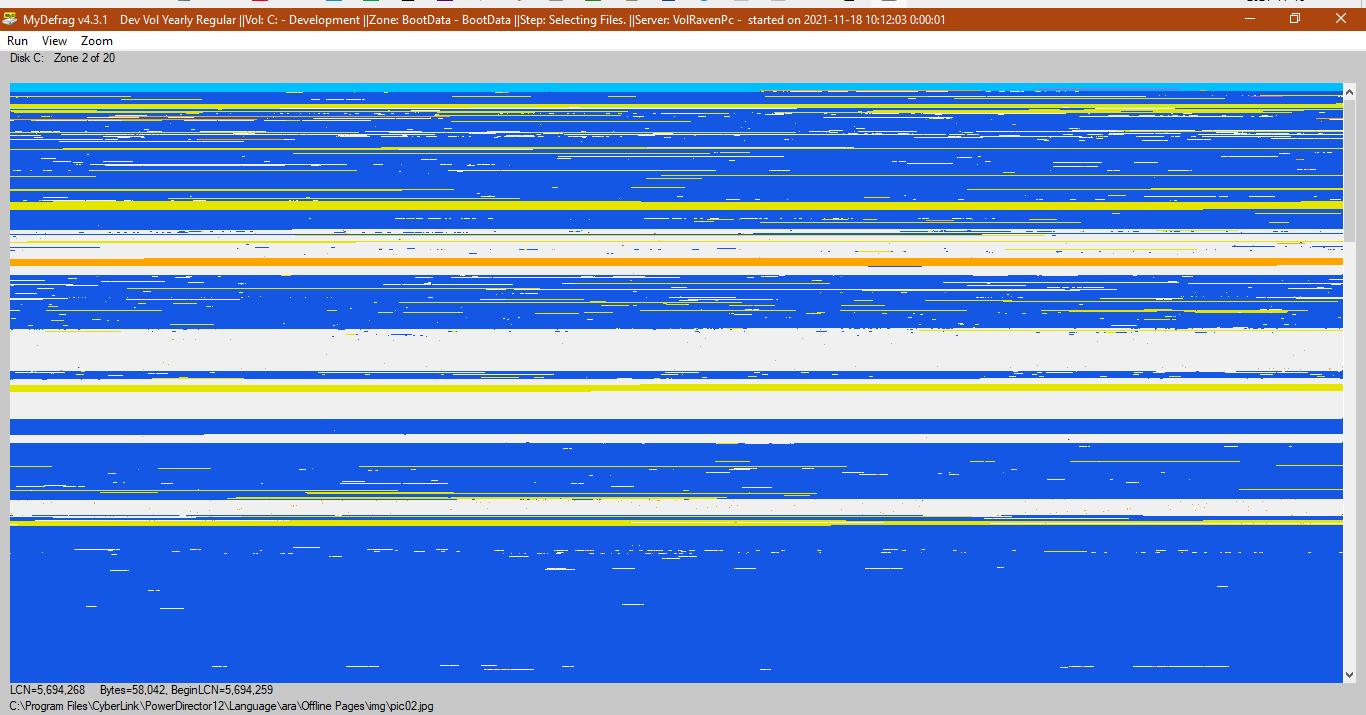 MyDefrag v4.3.1 Dev Vol Yearly Regular ||Vol: C: - Development ||Zone: BootData - BootData ||Step: Selecting Files. ||Server: VolRavenPc - started on 2021-11-18 10:12:03 0:00:01
Run View Zoom
Disk C: Zone 2 of 20
LCN=5,694,268 Bytes=58,042, BeginLCN=5,694,259
C:\Program Files\CyberLink\PowerDirector12\Language\ara\Offline Pages\img\pic02.jpg